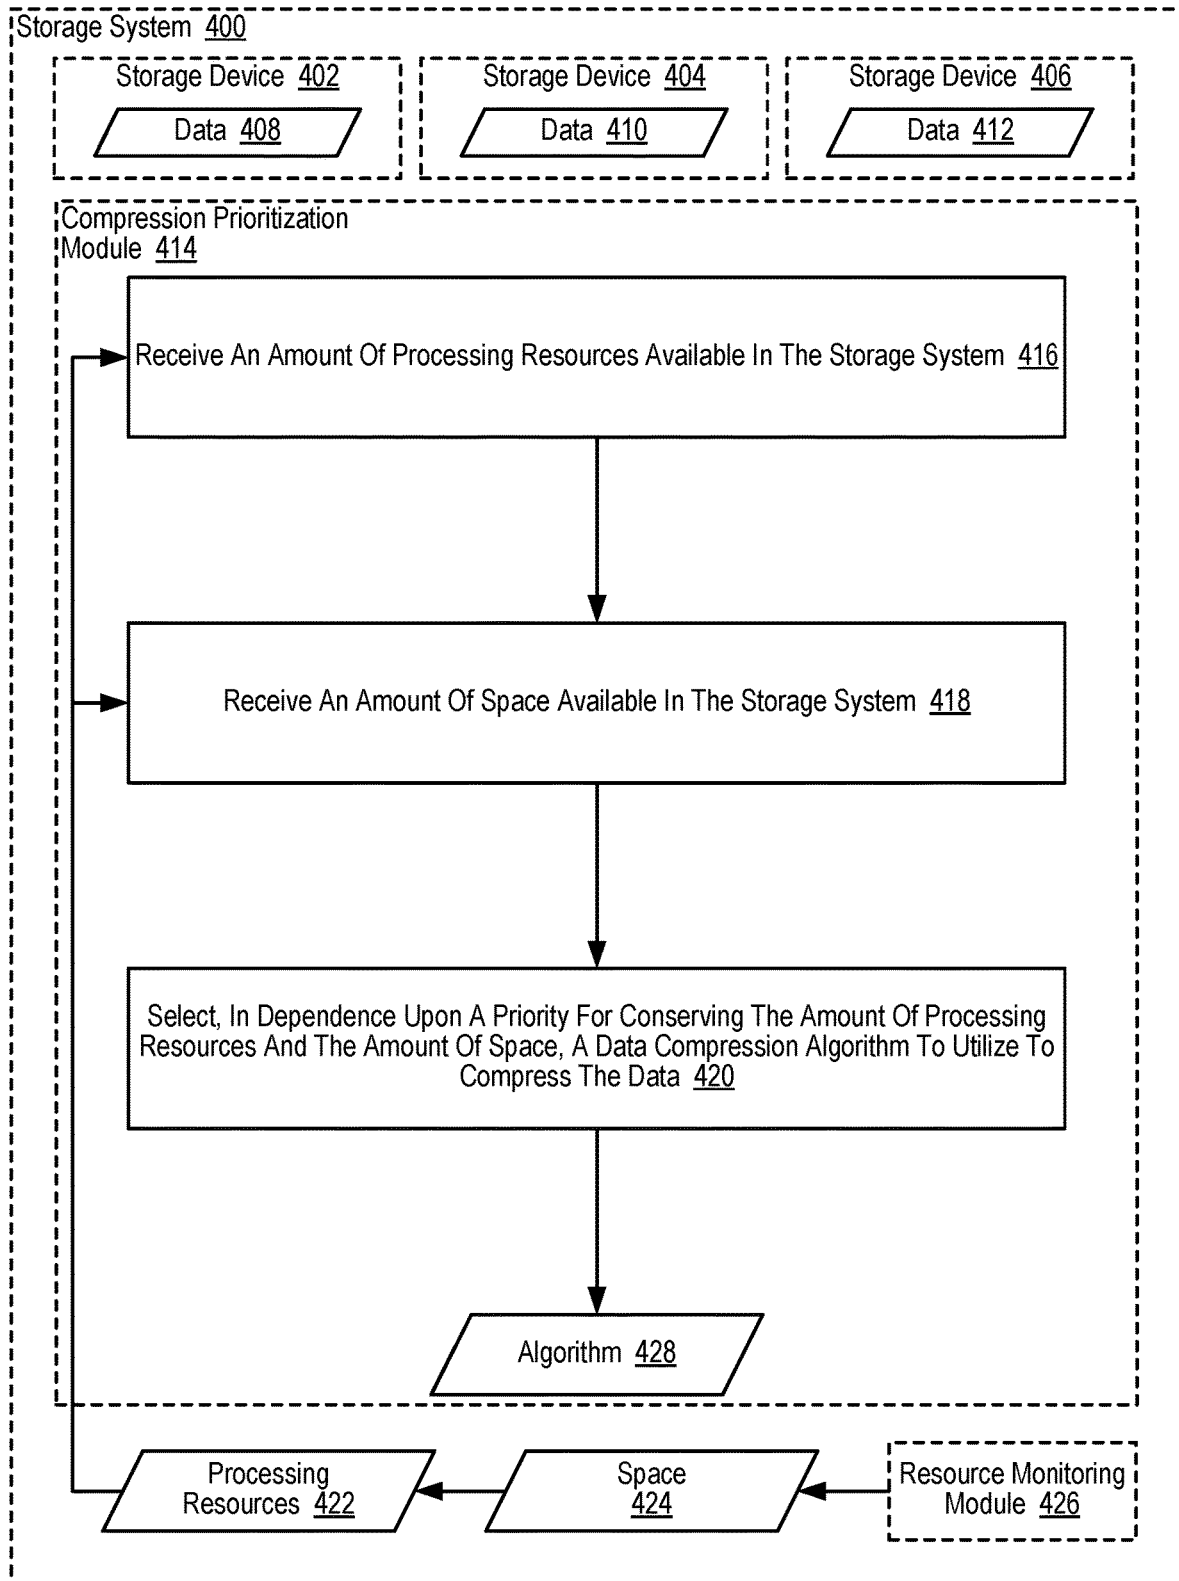 Storage System 400
Storage Device 402
Data 408
Storage Device 404
Data 410
Storage Device 406
Data 412
Compression Prioritization
Module 414
Receive An Amount Of Processing Resources Available In The Storage System 416
Receive An Amount Of Space Available In The Storage System 418
Select, In Dependence Upon A Priority For Conserving The Amount Of Processing
Resources And The Amount Of Space, A Data Compression Algorithm To Utilize To
Compress The Data 420
Algorithm 428
Processing
Resources 422
Space
424
Resource Monitoring
Module 426